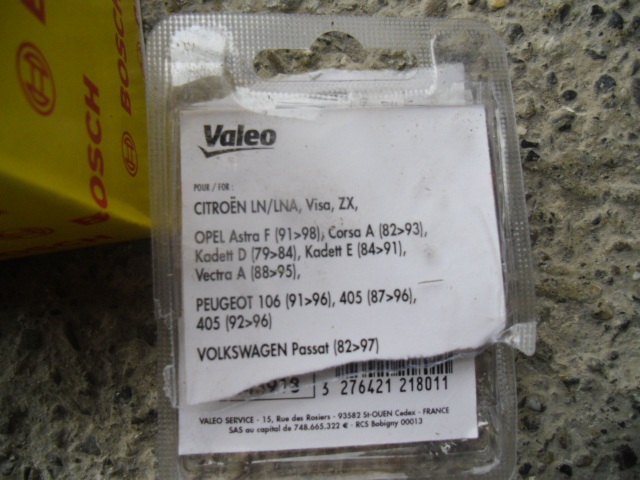 BOSCH
BOSCH
Valeo
POUR / FOR :
CITROËN LN/LNA, Visa, ZX,
OPEL Astra F (91>98), Corsa A (82>93),
Kadett D (79>84), Kadett E (84>91),
Vectra A (88>95),
PEUGEOT 106 (91>96), 405 (87>96),
405 (92>96)
VOLKSWAGEN Passat (82>97)
3 276421 218011
VALEO SERVICE - 15, Rue des Rosiers - 93582 St-OUEN Cedex - FRANCE
SAS au capital de 748.665.322 € - RCS Bobigny 00013